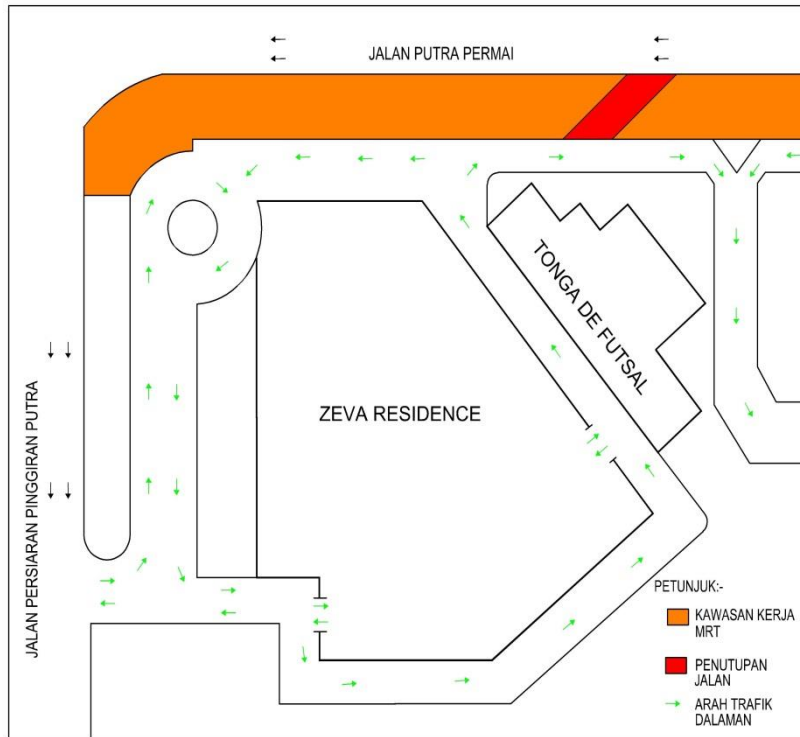 JALAN PUTRA PERMAI
TONGA DE FUTSAL
ZEVA RESIDENCE
JALAN PERSIARAN PINGGIRAN PUTRA
PETUNJUK:-
KAWASAN KERJA
MRT
PENUTUPAN
JALAN
ARAH TRAFIK
DALAMAN